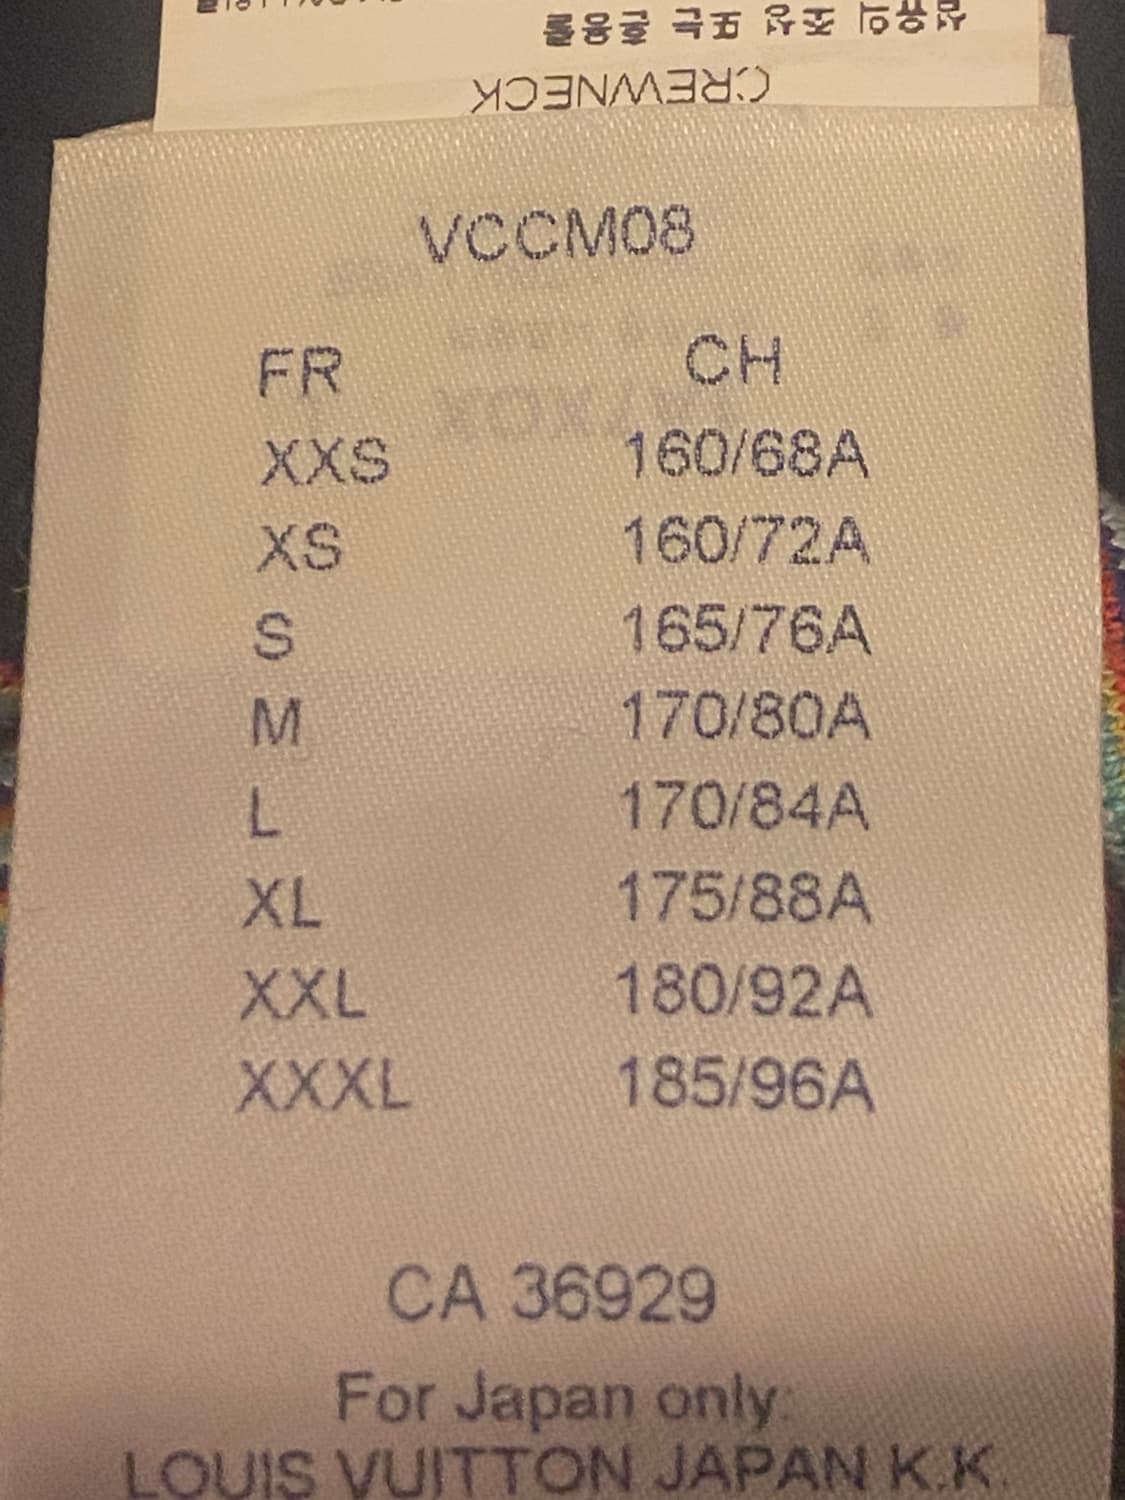 CREWNECK
VCCM08
FR CH
XXS 160/68A
XS 160/72A
S 165/76A
M 170/80A
L 170/84A
XL 175/88A
XXL 180/92A
XXXL 185/96A
CA 36929
For Japan only:
LOUIS VUITTON JAPAN K.K.